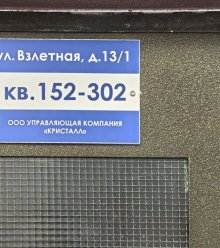 ул. Взлетная, д.13/1
кв.152-302
ООО УПРАВЛЯЮЩАЯ КОМПАНИЯ
«КРИСТАЛЛ»